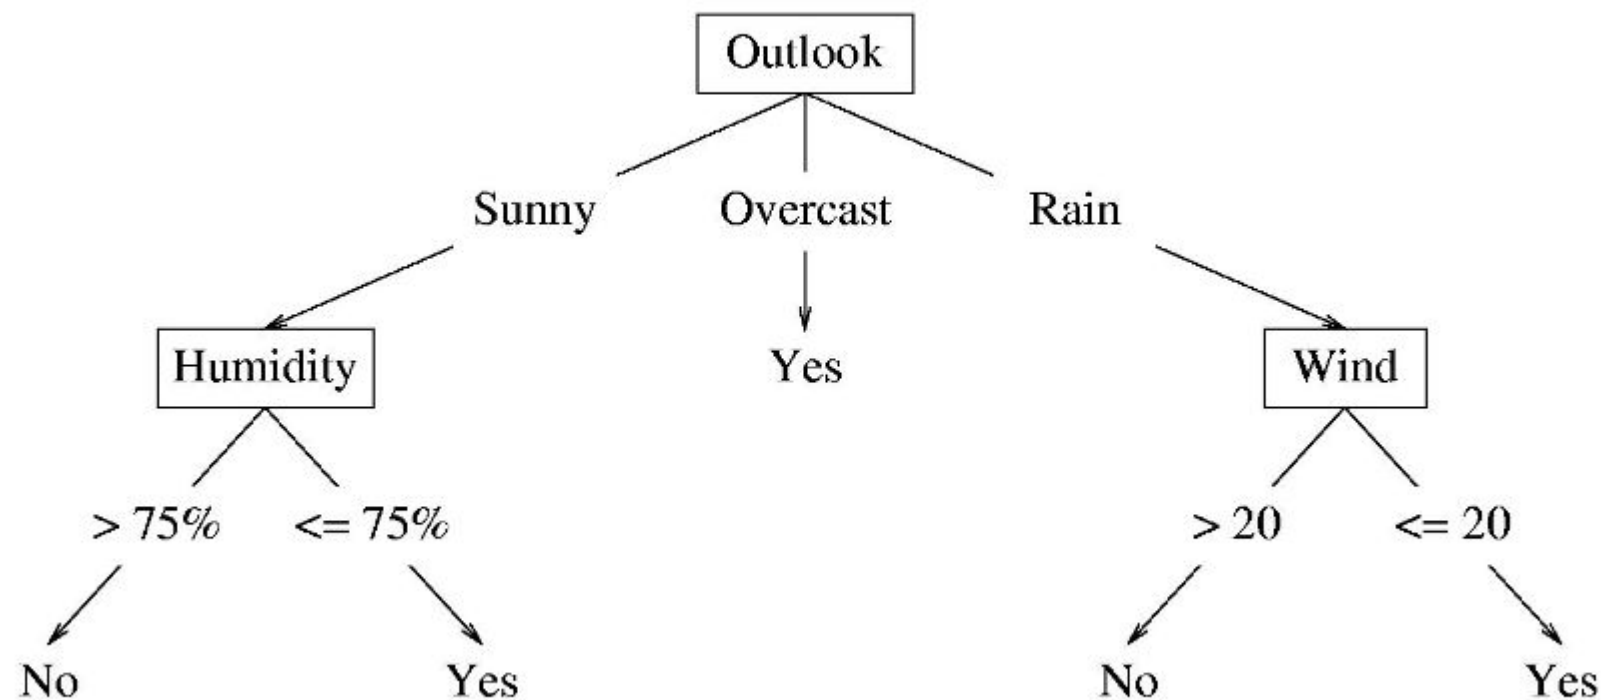 Outlook
Sunny Overcast Rain
Humidity Yes Wind
> 75% <= 75% > 20 <= 20
No Yes No Yes